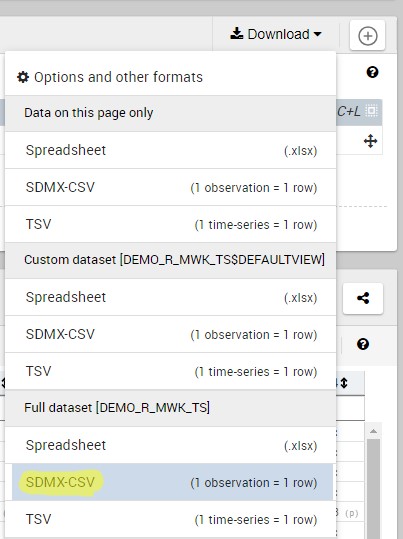 Download
Options and other formats
Data on this page only
C+L
Spreadsheet (.xlsx)
SDMX-CSV (1 observation = 1 row)
TSV (1 time-series = 1 row)
Custom dataset [DEMO_R_MWK_TS$DEFAULTVIEW]
Spreadsheet (.xlsx)
SDMX-CSV (1 observation = 1 row)
TSV (1 time-series = 1 row)
Full dataset [DEMO_R_MWK_TS]
Spreadsheet (.xlsx)
SDMX-CSV (1 observation = 1 row)
TSV (1 time-series = 1 row)
(p)